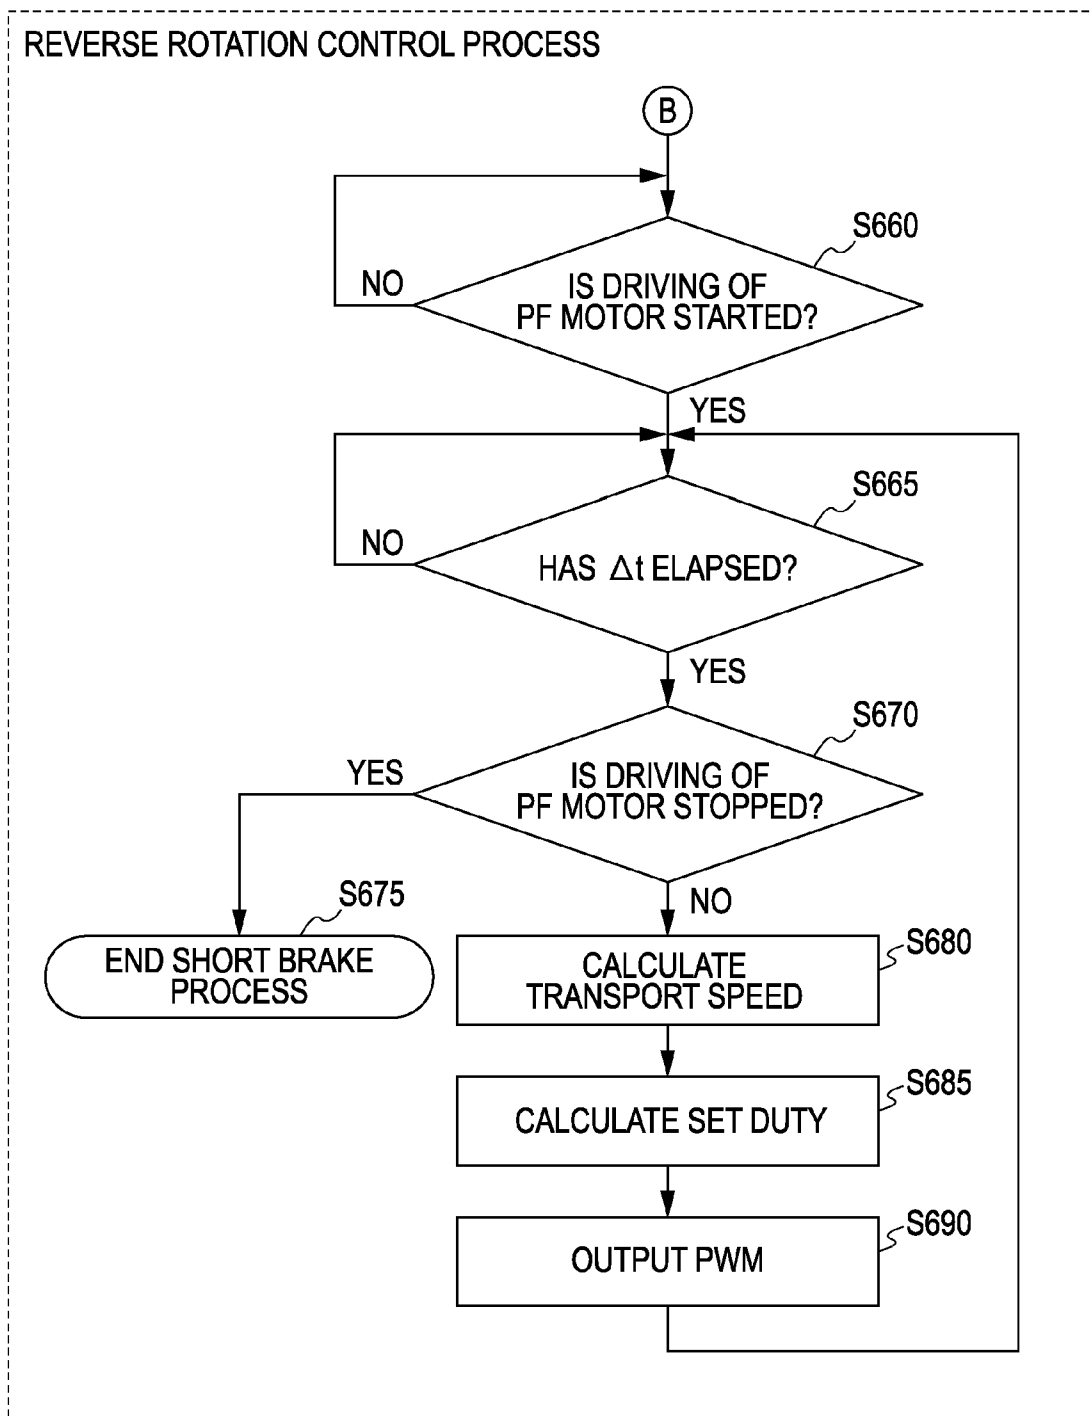 REVERSE ROTATION CONTROL PROCESS
B
S660
IS DRIVING OF
PF MOTOR STARTED?
NO
YES
S665
HAS Δt ELAPSED?
NO
YES
S670
IS DRIVING OF
PF MOTOR STOPPED?
YES
NO
S675
END SHORT BRAKE
PROCESS
S680
CALCULATE
TRANSPORT SPEED
S685
CALCULATE SET DUTY
S690
OUTPUT PWM